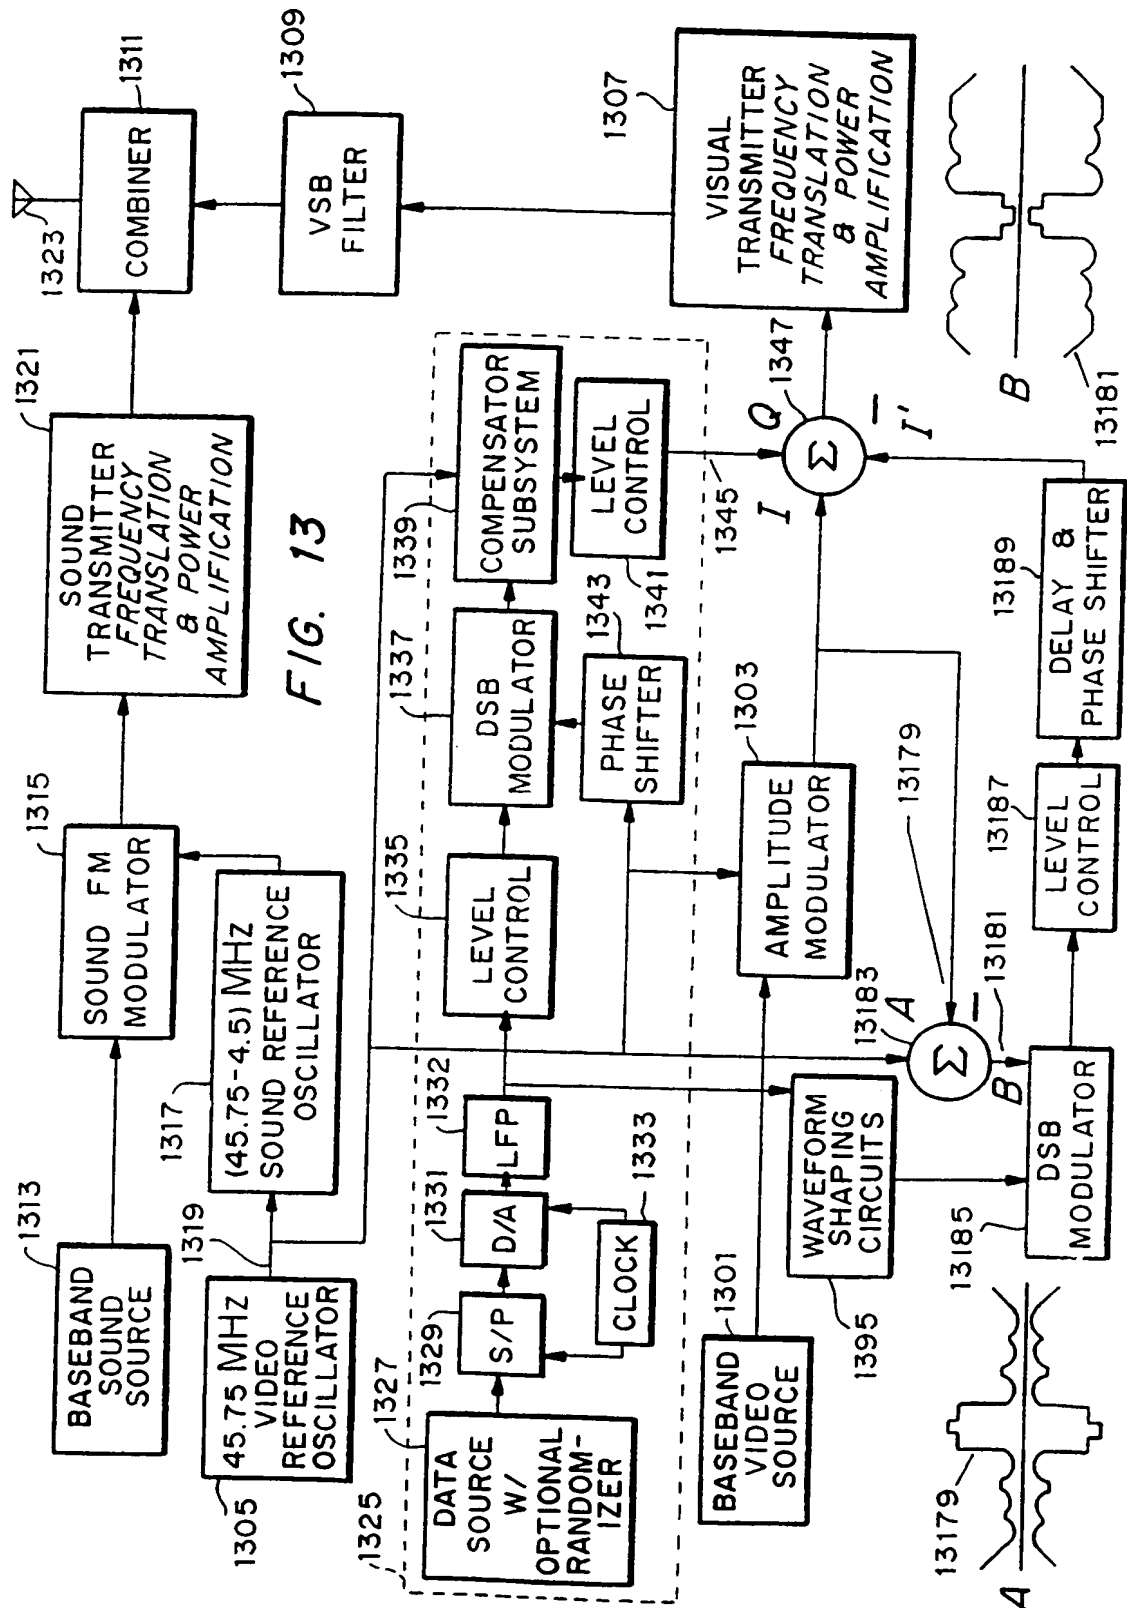 1323
1311
COMBINER
1309
VSB
FILTER
1307
VISUAL
TRANSMITTER
FREQUENCY
TRANSLATION
& POWER
AMPLIFICATION
1321
SOUND
TRANSMITTER
FREQUENCY
TRANSLATION
& POWER
AMPLIFICATION
FIG. 13
1315
SOUND FM
MODULATOR
1317
(45.75-4.5) MHZ
SOUND REFERENCE
OSCILLATOR
1313
BASEBAND
SOUND
SOURCE
1319
45.75 MHZ
VIDEO
REFERENCE
OSCILLATOR
1305
1325
1327
DATA
SOURCE
W/
OPTIONAL
RANDOM-
IZER
1329
S/P
1331
D/A
1332
LFP
1333
CLOCK
1335
LEVEL
CONTROL
1337
DSB
MODULATOR
1339
COMPENSATOR
SUBSYSTEM
LEVEL
CONTROL
1341
1343
PHASE
SHIFTER
1345
I
Q
1347
Σ
I'
–
1303
AMPLITUDE
MODULATOR
1301
BASEBAND
VIDEO
SOURCE
WAVEFORM
SHAPING
CIRCUITS
1395
13179
A
13183
Σ
–
B
13181
DSB
MODULATOR
13185
LEVEL
CONTROL
13187
DELAY &
PHASE SHIFTER
13189
A
13179
B
13181